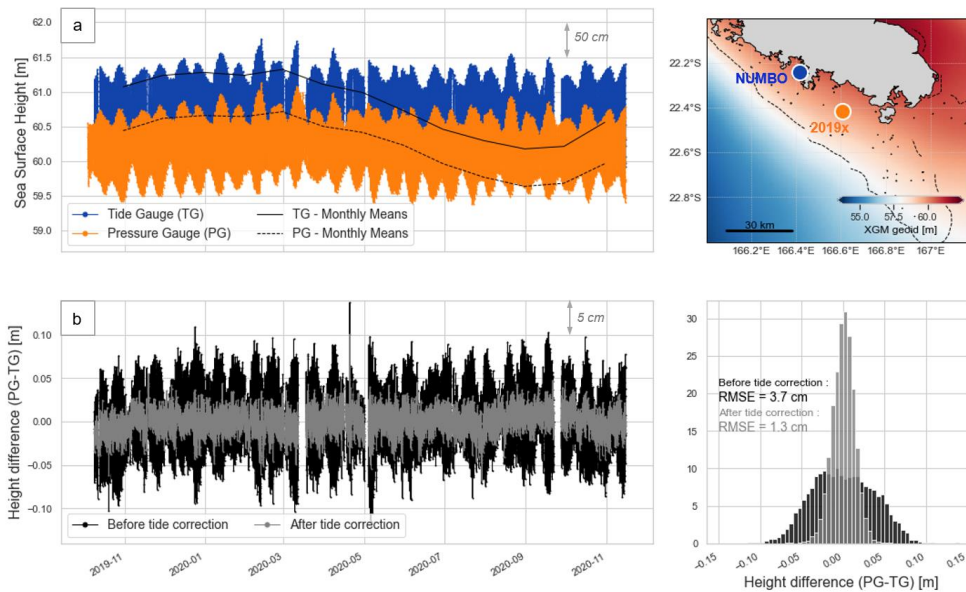 a
62.0
61.5
61.0
60.5
60.0
59.5
59.0
Sea Surface Height [m]
50 cm
Tide Gauge (TG)
Pressure Gauge (PG)
TG - Monthly Means
PG - Monthly Means
NUMBO
2019x
22.2°S
22.4°S
22.6°S
22.8°S
30 km
55.0
57.5
60.0
XGM geoid [m]
166.2°E
166.4°E
166.6°E
166.8°E
167°E
b
0.10
0.05
0.00
−0.05
−0.10
Height difference (PG-TG) [m]
5 cm
Before tide correction
After tide correction
2019-11
2020-01
2020-03
2020-05
2020-07
2020-09
2020-11
30
25
20
15
10
5
0
Before tide correction :
RMSE = 3.7 cm
After tide correction :
RMSE = 1.3 cm
-0.15
-0.10
-0.05
0.00
0.05
0.10
0.15
Height difference (PG-TG) [m]